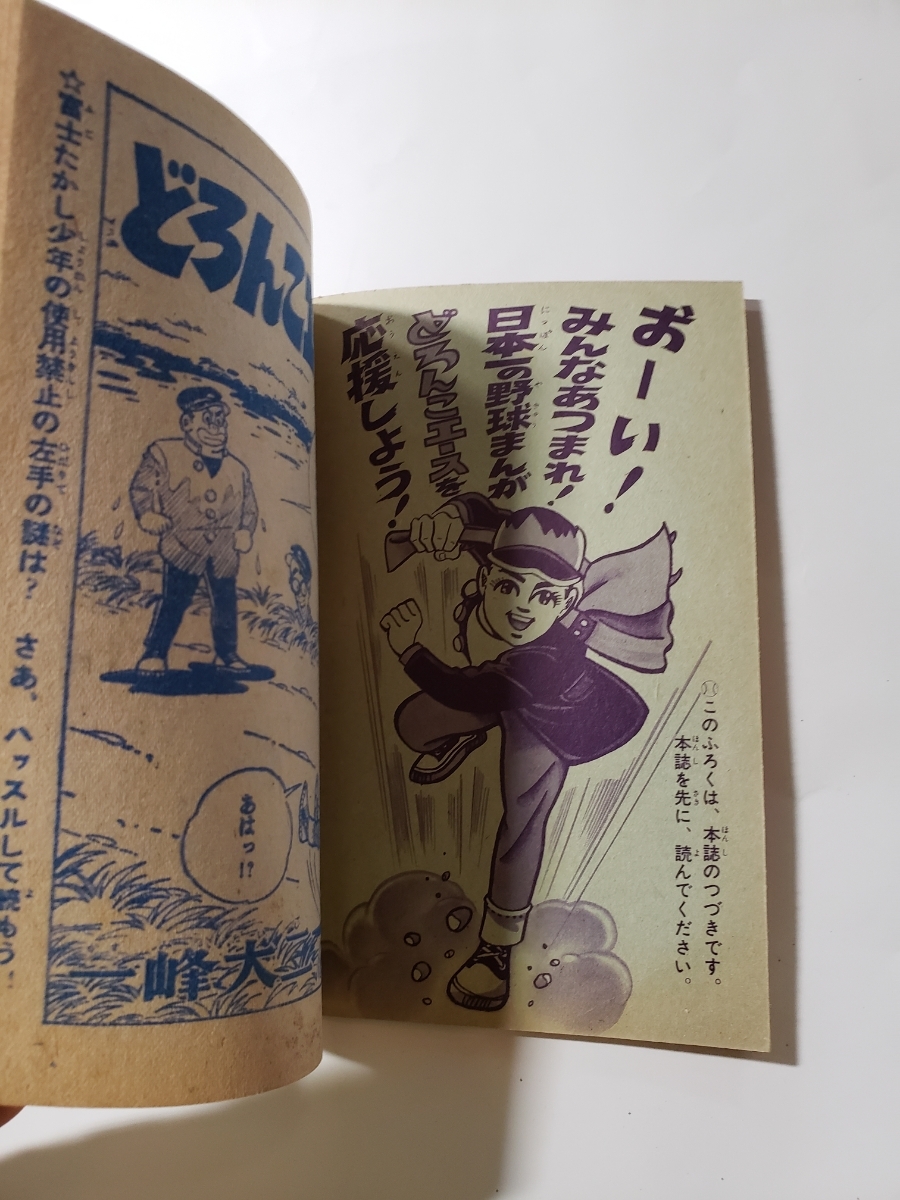 おーい！
みんなあつまれ！
日本一の野球まんが
どろんこエースを
応援しよう！
このふろくは、本誌のつづきです。
本誌を先に、読んでください。
どろんこ
☆富士たかし少年の使用禁止の左手の謎は？ さあ、ハッスルして読もう！
あはっ!?
一峰大